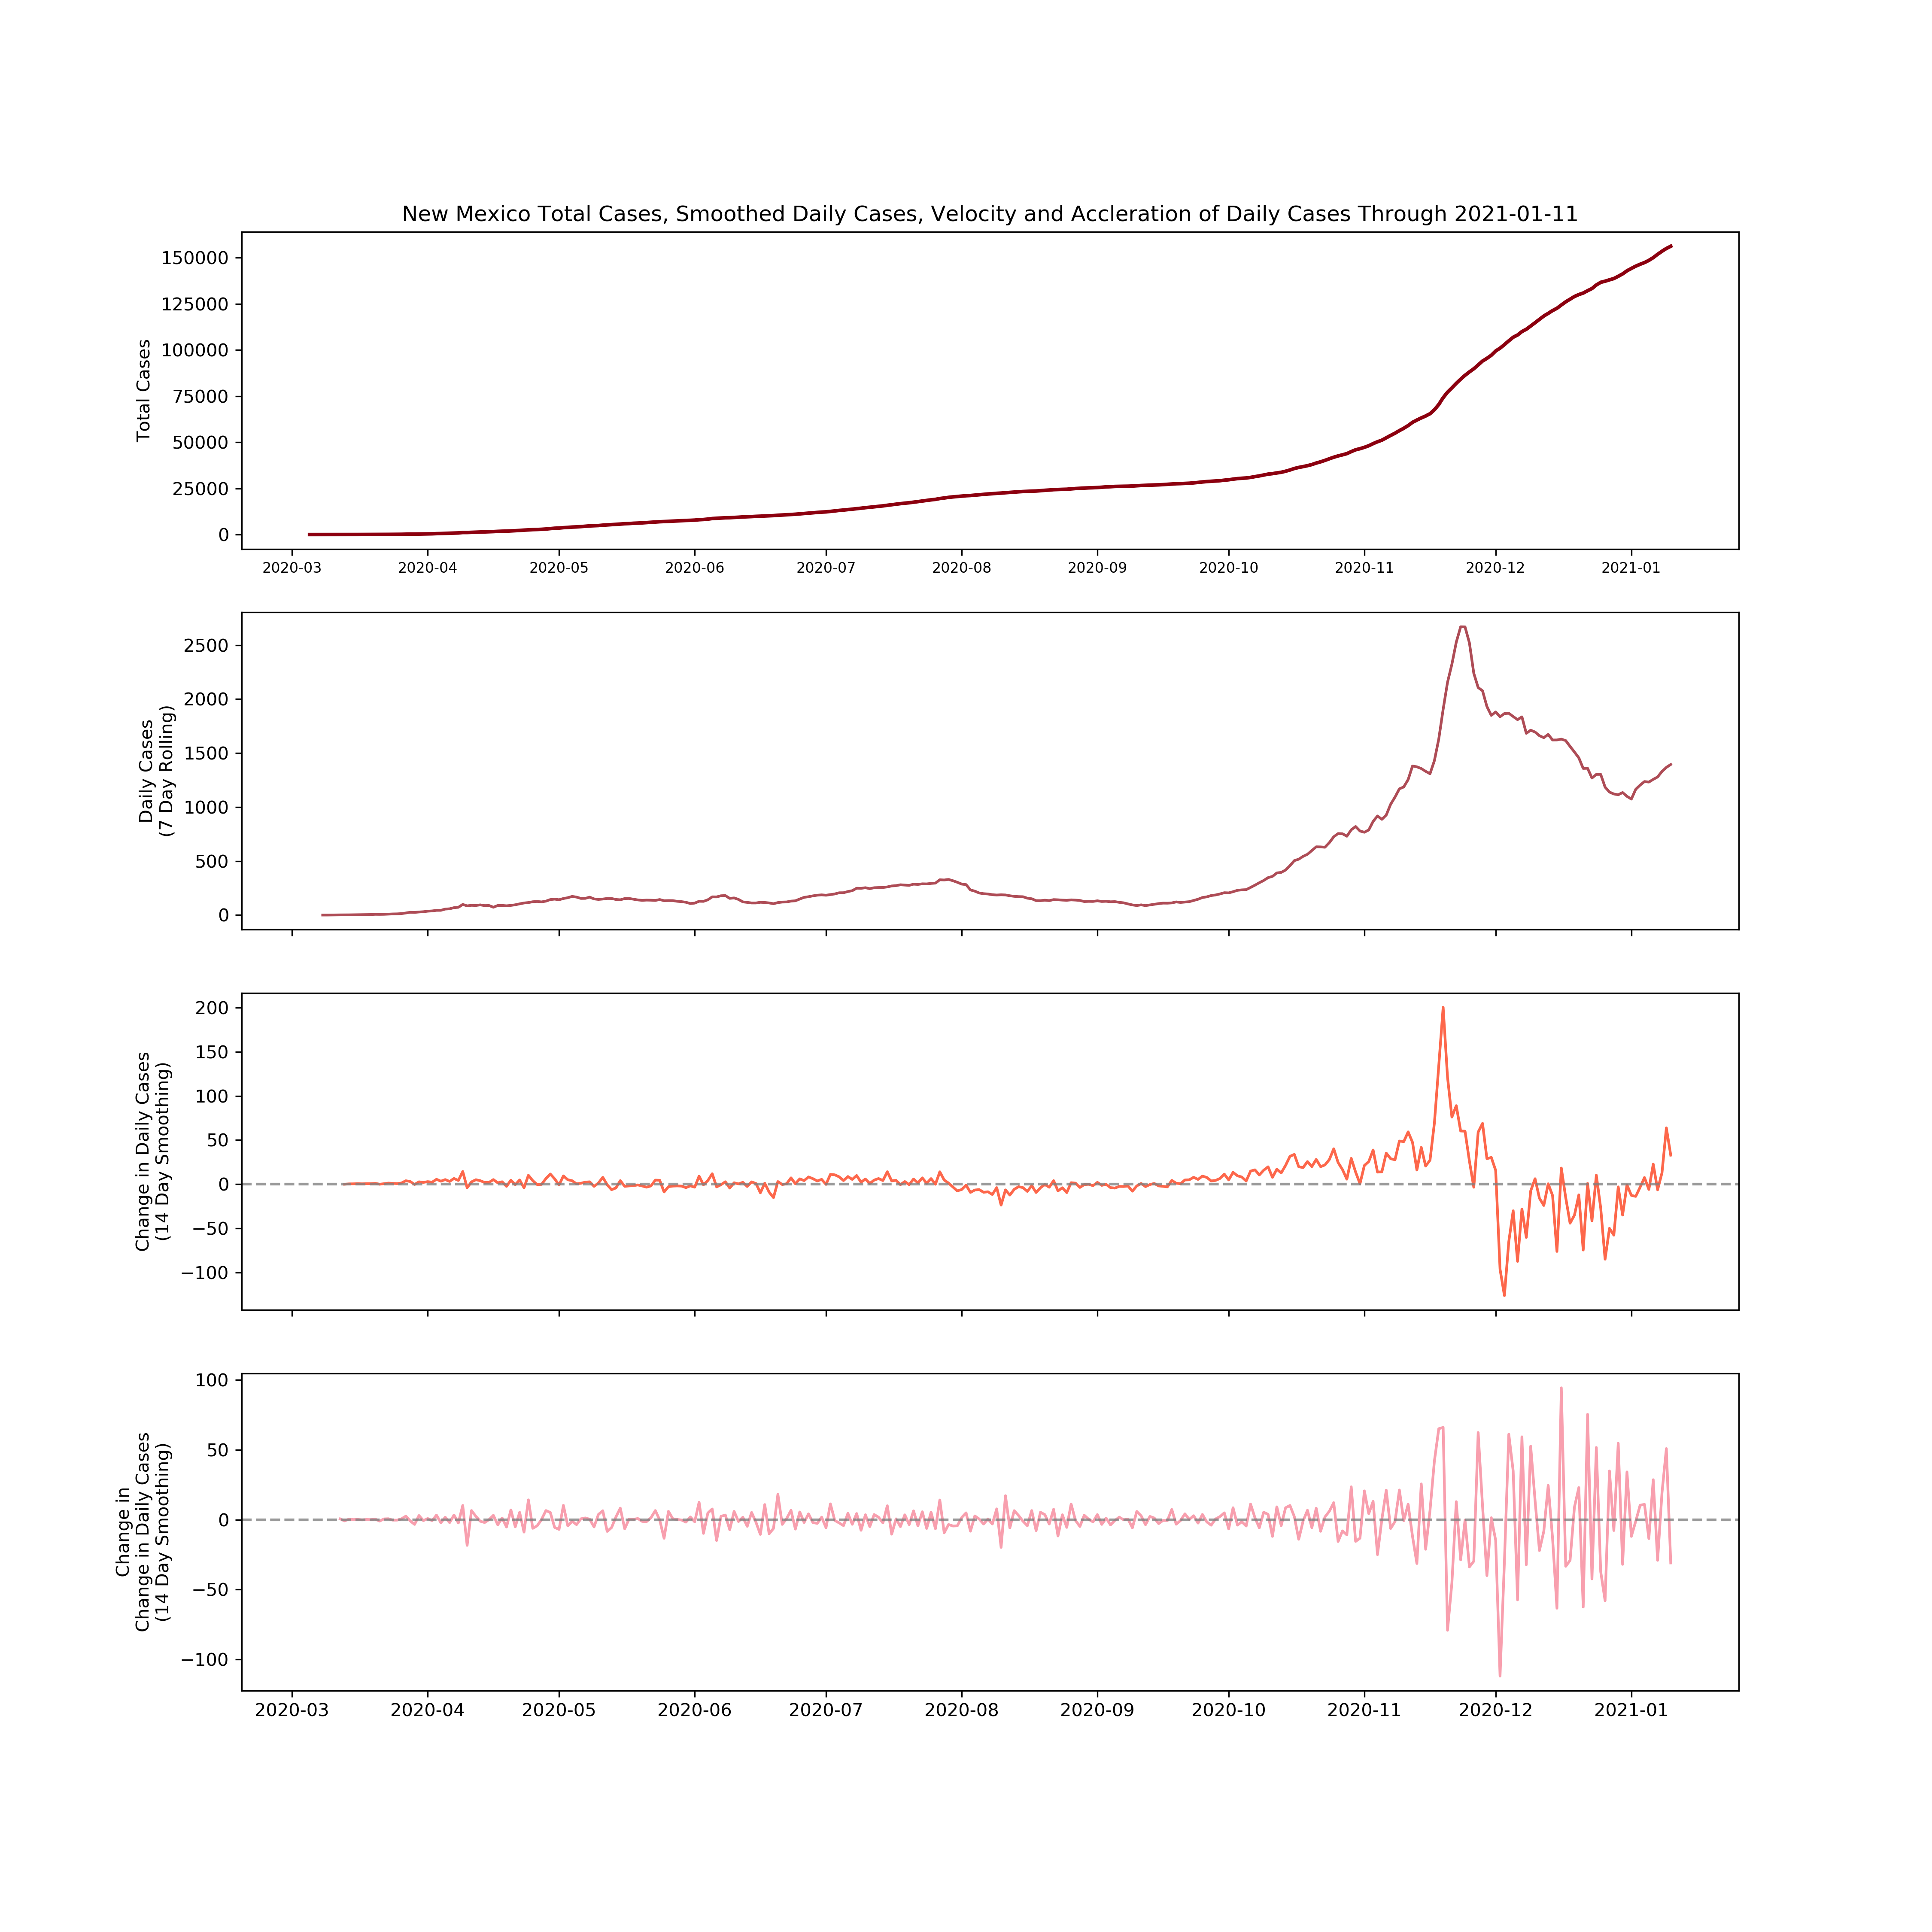 New Mexico Total Cases, Smoothed Daily Cases, Velocity and Accleration of Daily Cases Through 2021-01-11
Total Cases
150000
125000
100000
75000
50000
25000
0
2020-03 2020-04 2020-05 2020-06 2020-07 2020-08 2020-09 2020-10 2020-11 2020-12 2021-01
Daily Cases
(7 Day Rolling)
2500
2000
1500
1000
500
0
Change in Daily Cases
(14 Day Smoothing)
200
150
100
50
0
−50
−100
Change in
Change in Daily Cases
(14 Day Smoothing)
100
50
0
−50
−100
2020-03 2020-04 2020-05 2020-06 2020-07 2020-08 2020-09 2020-10 2020-11 2020-12 2021-01